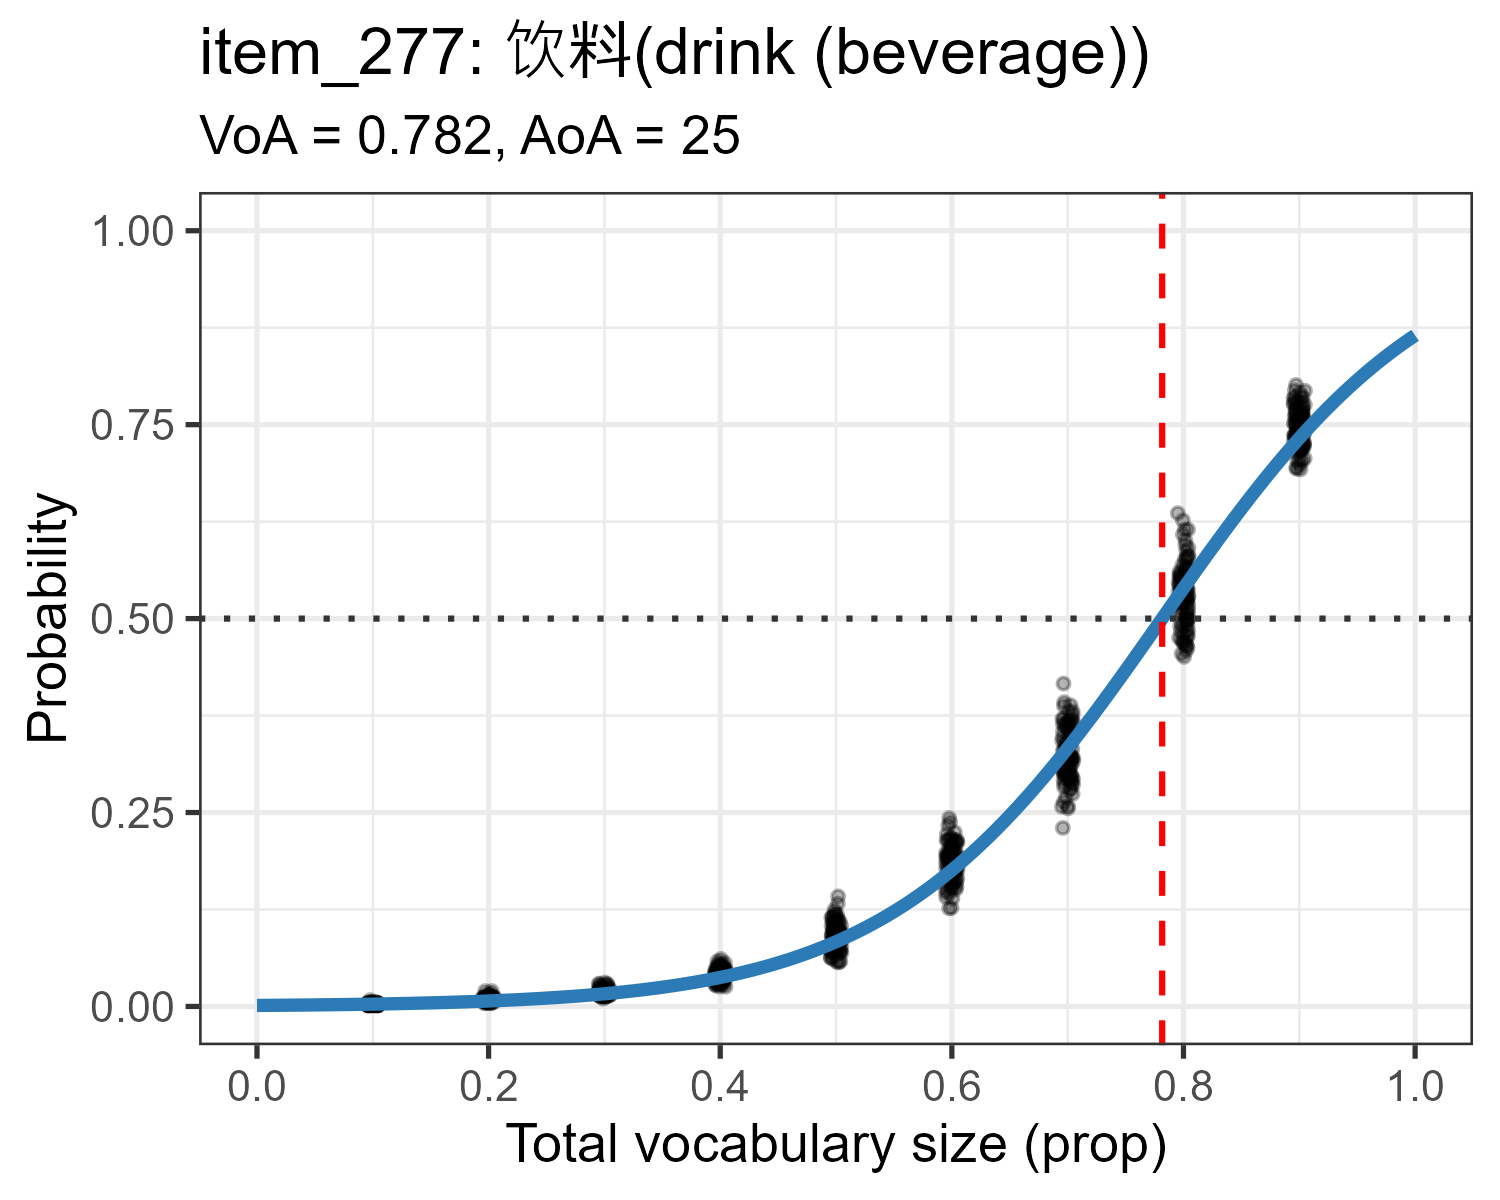 item_277: 饮料(drink (beverage))
VoA = 0.782, AoA = 25
1.00
0.75
0.50
0.25
0.00
Probability
0.0 0.2 0.4 0.6 0.8 1.0
Total vocabulary size (prop)